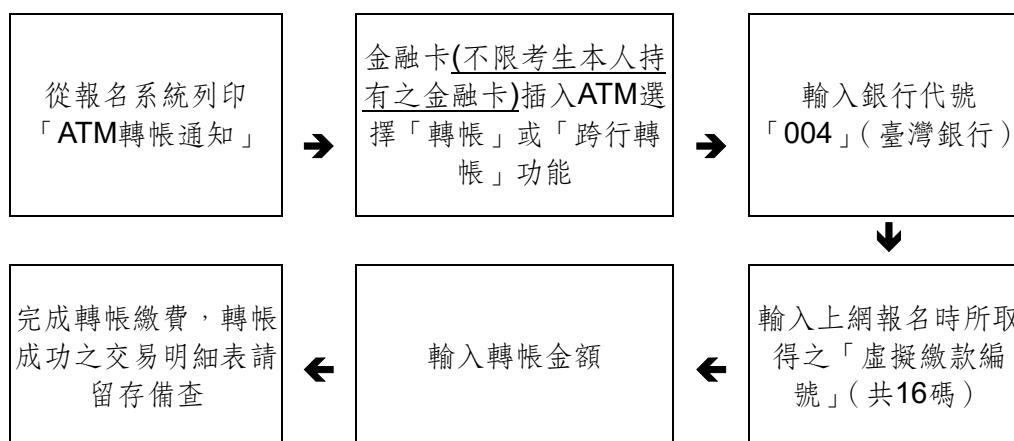 從報名系統列印
「ATM轉帳通知」
金融卡(不限考生本人持
有之金融卡)插入ATM選
擇「轉帳」或「跨行轉
帳」功能
輸入銀行代號
「004」（臺灣銀行）
輸入上網報名時所取
得之「虛擬繳款編
號」（共16碼）
輸入轉帳金額
完成轉帳繳費，轉帳
成功之交易明細表請
留存備查